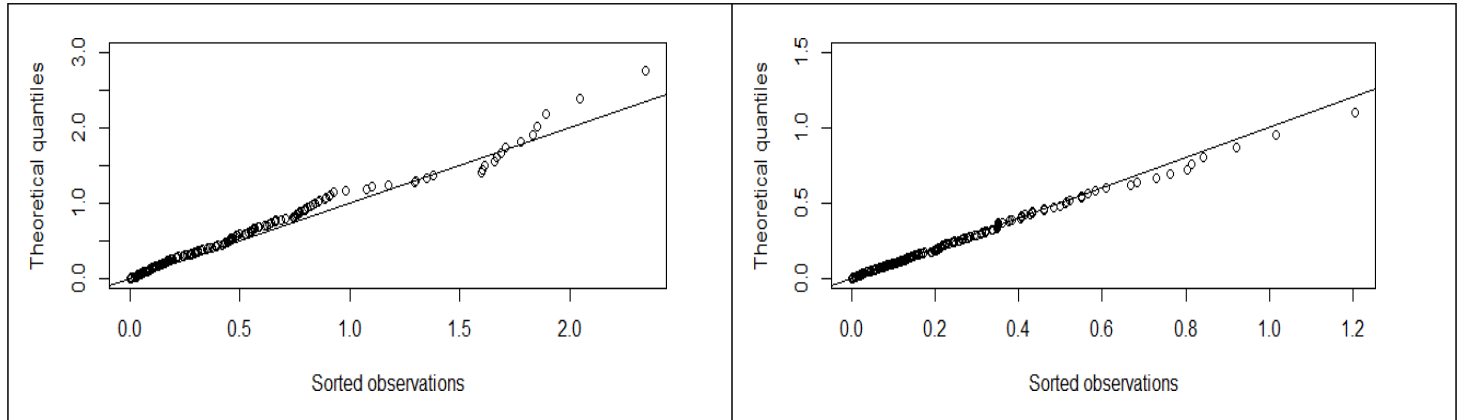 Theoretical quantiles
3.0
2.0
1.0
0.0
0.0 0.5 1.0 1.5 2.0
Sorted observations
Theoretical quantiles
1.5
1.0
0.5
0.0
0.0 0.2 0.4 0.6 0.8 1.0 1.2
Sorted observations